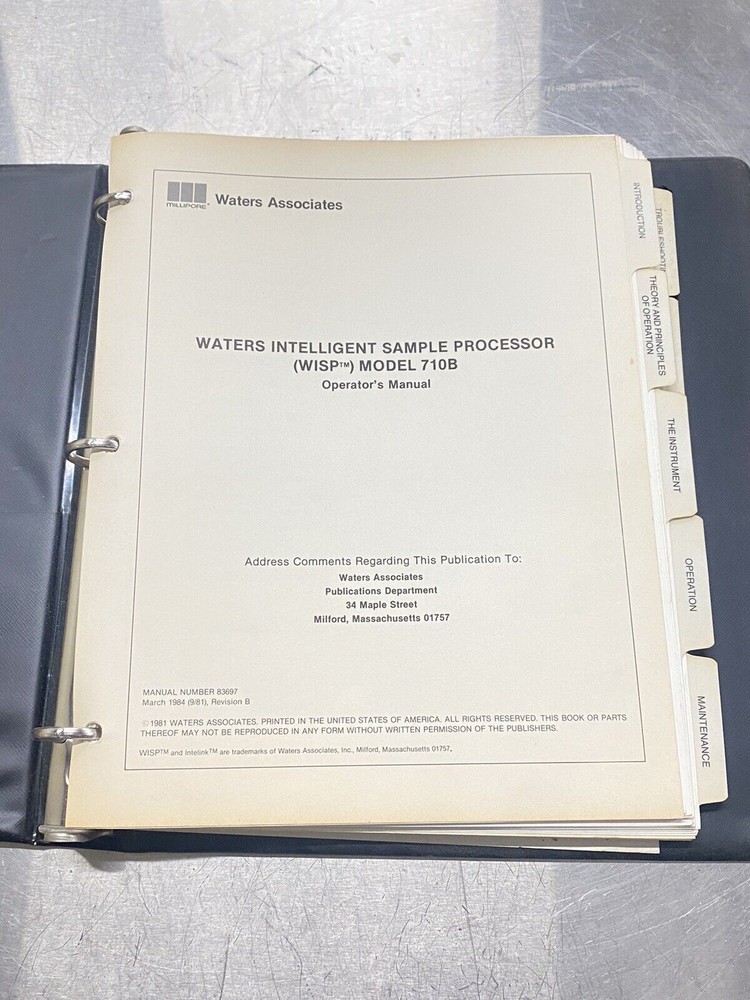 MILLIPORE®
Waters Associates
WATERS INTELLIGENT SAMPLE PROCESSOR
(WISP™) MODEL 710B
Operator's Manual
Address Comments Regarding This Publication To:
Waters Associates
Publications Department
34 Maple Street
Milford, Massachusetts 01757
MANUAL NUMBER 83697
March 1984 (9/81), Revision B
©1981 WATERS ASSOCIATES. PRINTED IN THE UNITED STATES OF AMERICA. ALL RIGHTS RESERVED. THIS BOOK OR PARTS
THEREOF MAY NOT BE REPRODUCED IN ANY FORM WITHOUT WRITTEN PERMISSION OF THE PUBLISHERS.
WISP™ and Intelink™ are trademarks of Waters Associates, Inc., Milford, Massachusetts 01757.
INTRODUCTION
TROUBLESHOOTI
THEORY AND PRINCIPLES
OF OPERATION
THE INSTRUMENT
OPERATION
MAINTENANCE